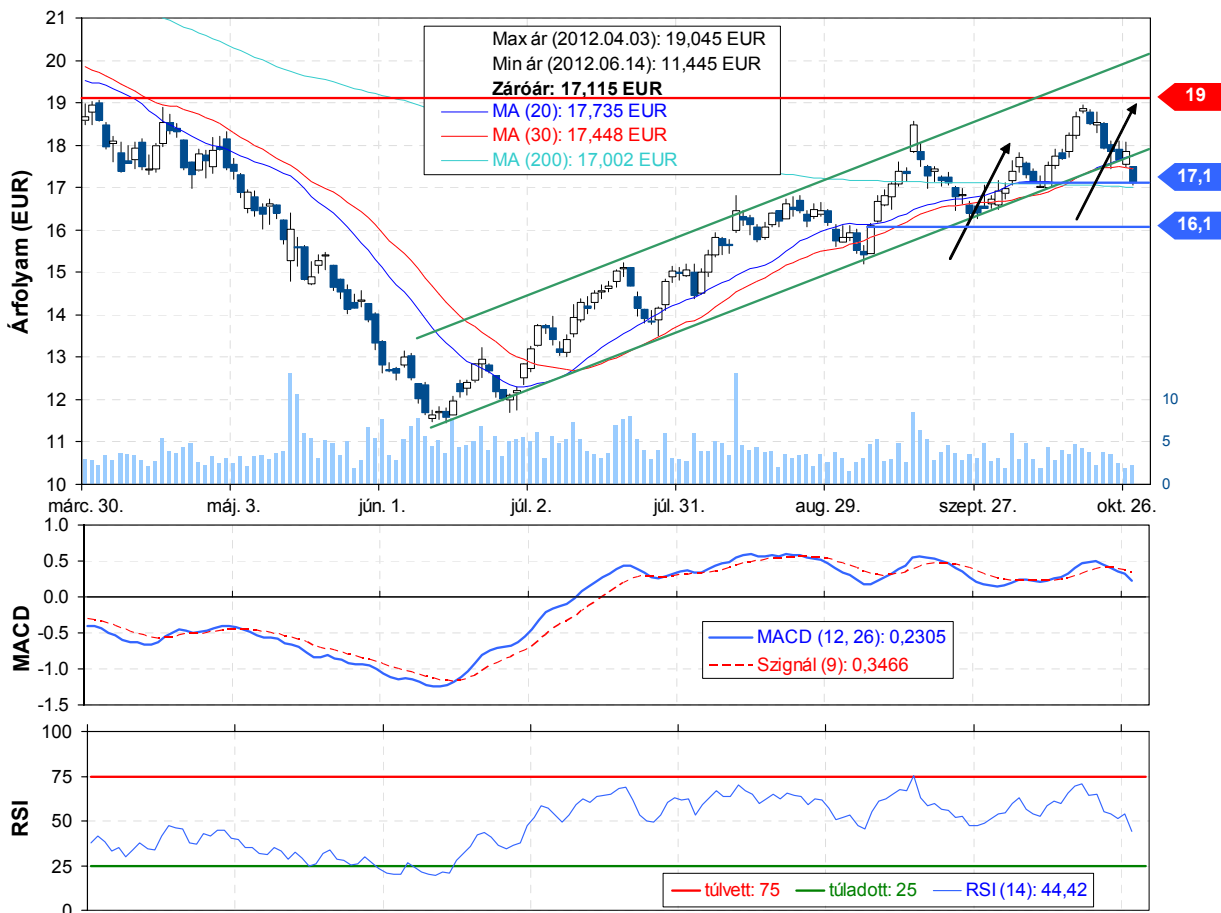 21
20
19
18
17
16
15
14
13
12
11
10
Árfolyam (EUR)
Max ár (2012.04.03): 19,045 EUR
Min ár (2012.06.14): 11,445 EUR
Záróár: 17,115 EUR
MA (20): 17,735 EUR
MA (30): 17,448 EUR
MA (200): 17,002 EUR
19
17,1
16,1
10
5
0
márc. 30.
máj. 3.
jún. 1.
júl. 2.
júl. 31.
aug. 29.
szept. 27.
okt. 26.
1.0
0.5
0.0
-0.5
-1.0
-1.5
MACD
MACD (12, 26): 0,2305
Szignál (9): 0,3466
100
75
50
25
0
RSI
túlvett: 75
túladott: 25
RSI (14): 44,42